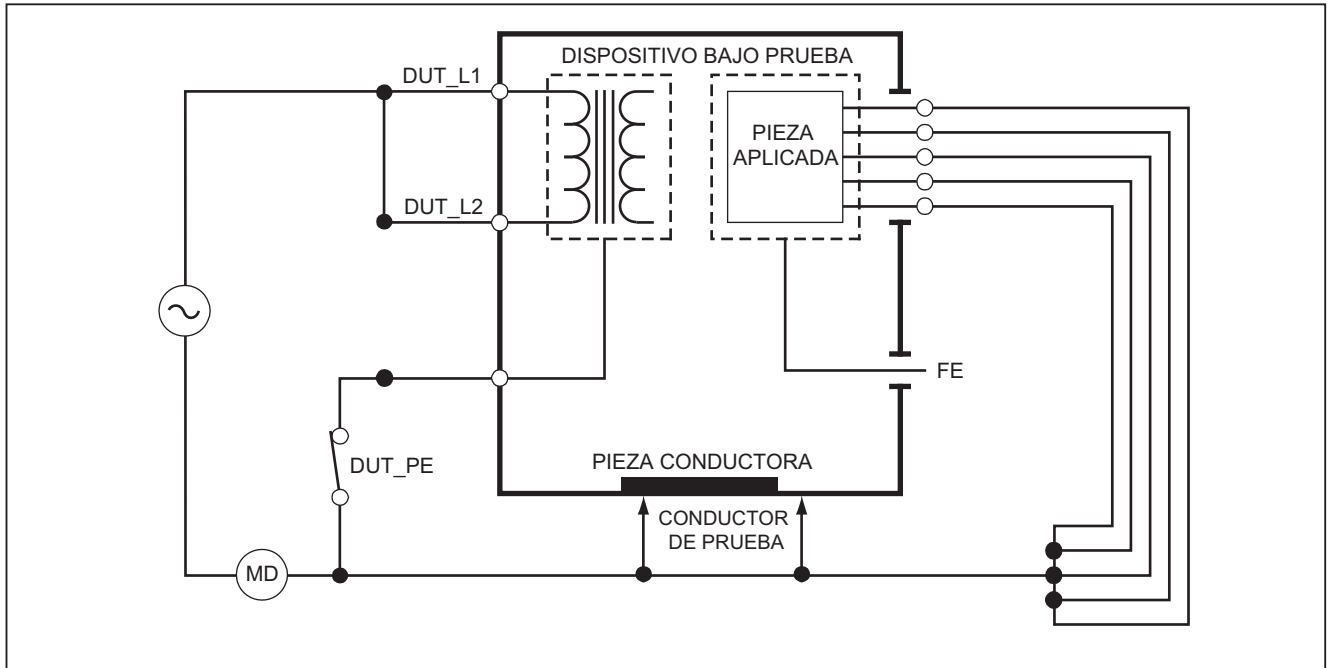 DISPOSITIVO BAJO PRUEBA
DUT_L1
PIEZA
APLICADA
DUT_L2
FE
DUT_PE
PIEZA CONDUCTORA
CONDUCTOR
DE PRUEBA
MD